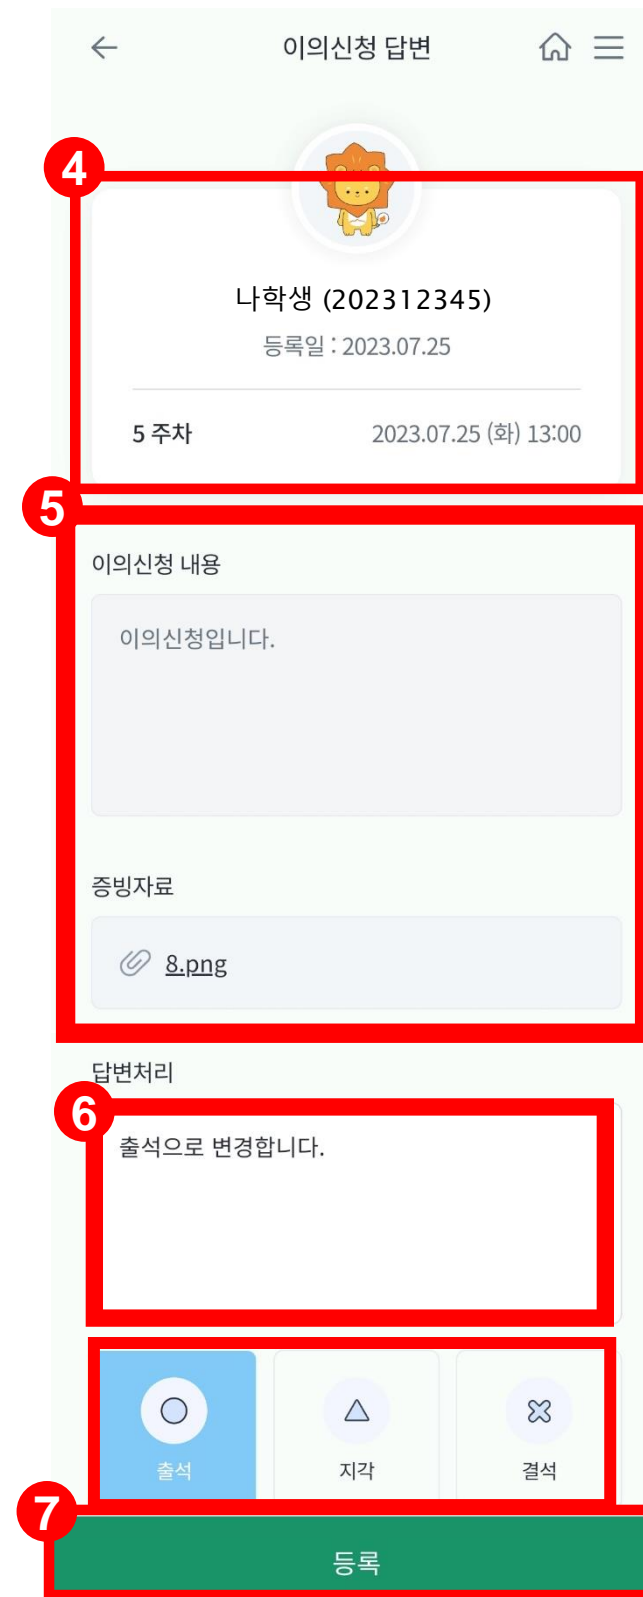 이의신청 답변
4
나학생 (202312345)
등록일 : 2023.07.25
5 주차 2023.07.25 (화) 13:00
5
이의신청 내용
이의신청입니다.
증빙자료
8.png
답변처리
6
출석으로 변경합니다.
출석 지각 결석
7
등록